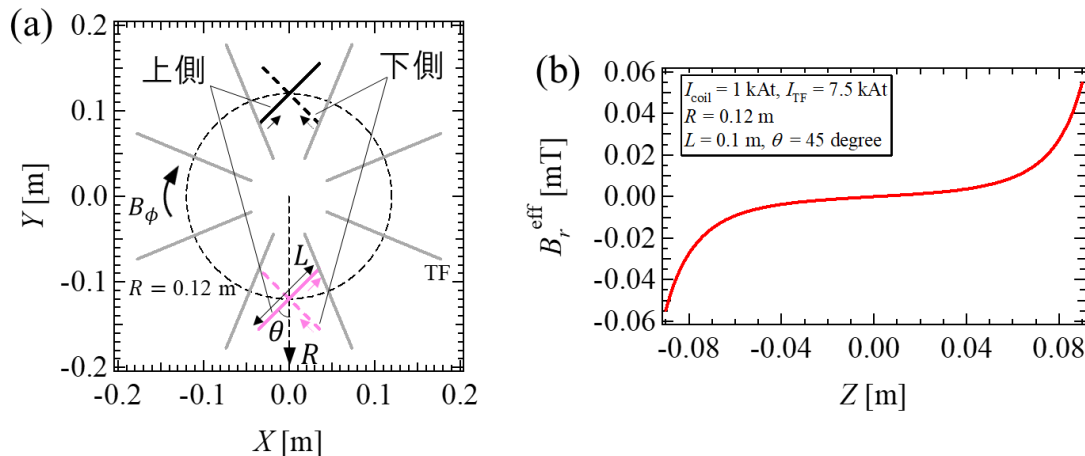 (a)
0.2
0.1
0.0
-0.1
-0.2
-0.2
-0.1
0.0
0.1
0.2
Y [m]
X [m]
上側
下側
B_ϕ
L
TF
R = 0.12 m
θ
R
(b)
0.06
0.04
0.02
0.00
-0.02
-0.04
-0.06
-0.08
-0.04
0.00
0.04
0.08
B_r^eff [mT]
Z [m]
I_coil = 1 kAt, I_TF = 7.5 kAt
R = 0.12 m
L = 0.1 m, θ = 45 degree